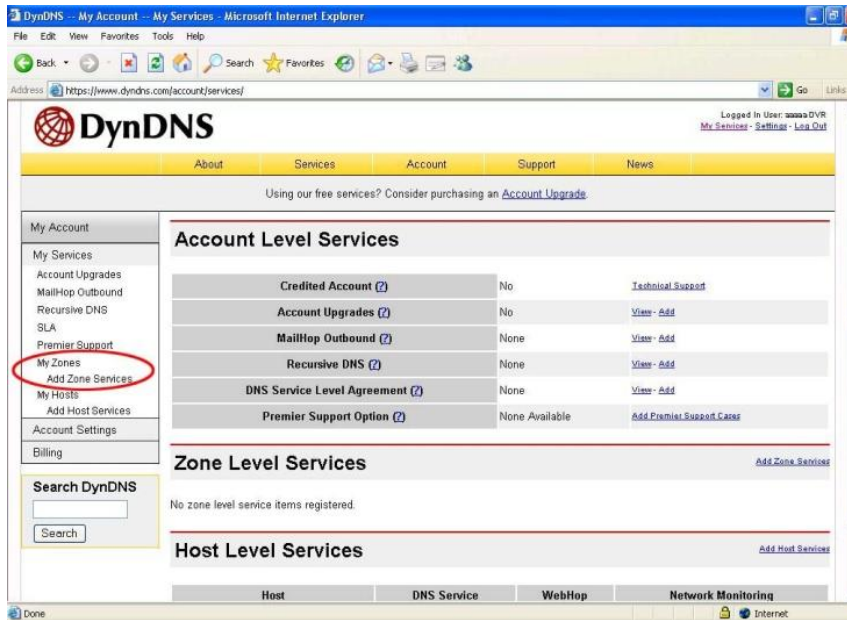 DynDNS -- My Account -- My Services - Microsoft Internet Explorer
File Edit View Favorites Tools Help
Back Search Favorites
Address https://www.dyndns.com/account/services/ Go Links
DynDNS
Logged In User: aaaaaDVR
My Services - Settings - Log Out
About Services Account Support News
Using our free services? Consider purchasing an Account Upgrade.
My Account
My Services
Account Upgrades
MailHop Outbound
Recursive DNS
SLA
Premier Support
My Zones
Add Zone Services
My Hosts
Add Host Services
Account Settings
Billing
Search DynDNS
Search
Account Level Services
Credited Account (?) No Technical Support
Account Upgrades (?) No View - Add
MailHop Outbound (?) None View - Add
Recursive DNS (?) None View - Add
DNS Service Level Agreement (?) None View - Add
Premier Support Option (?) None Available Add Premier Support Cases
Zone Level Services Add Zone Services
No zone level service items registered.
Host Level Services Add Host Services
Host DNS Service WebHop Network Monitoring
Done Internet